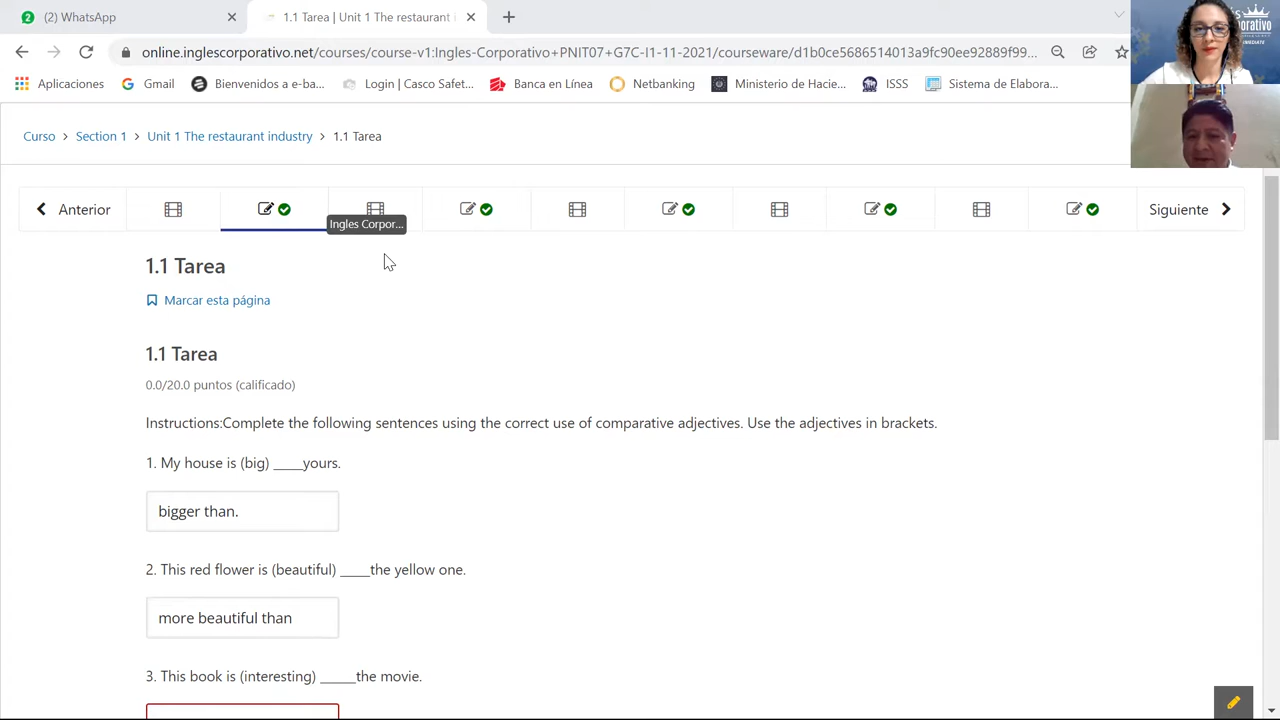 (2) WhatsApp
1.1 Tarea | Unit 1 The restaurant i
online.inglescorporativo.net/courses/course-v1:Ingles-Corporativo
NIT07+G7C-I1-11-2021/courseware/d
Aplicaciones
Gmail
Bienvenidos a e-ba...
Login | Casco Safet...
Banca en Línea
Netbanking
Ministerio de Hacie...
ISSS
Sistema de Elabora...
Curso > Section 1 > Unit 1 The restaurant industry > 1.1 Tarea
Anterior
Siguiente
Ingles Corpor...
1.1 Tarea
Marcar esta página
1.1 Tarea
0.0/20.0 puntos (calificado)
Instructions:Complete the following sentences using the correct use of comparative adjectives. Use the adjectives in brackets.
1. My house is (big) ____yours.
bigger than.
2. This red flower is (beautiful) ____the yellow one.
more beautiful than
3. This book is (interesting) _____the movie.